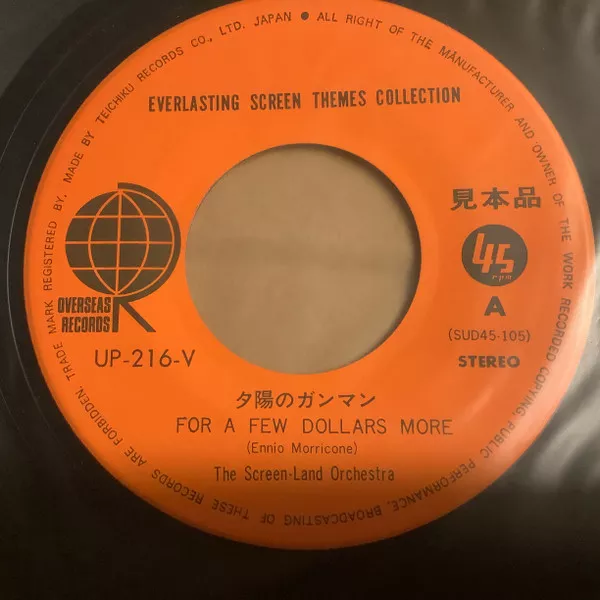 TRADE MARK REGISTERED BY. MADE BY TEICHIKU RECORDS CO., LTD. JAPAN ● ALL RIGHT OF THE MANUFACTURER AND OWNER OF THE WORK RECORDED COPYING, PUBLIC PERFORMANCE, BROADCASTING OF THESE RECORDS ARE FORBIDDEN.
EVERLASTING SCREEN THEMES COLLECTION
見本品
45
rpm
OVERSEAS
RECORDS
A
(SUD45-105)
UP-216-V
STEREO
夕陽のガンマン
FOR A FEW DOLLARS MORE
(Ennio Morricone)
The Screen-Land Orchestra